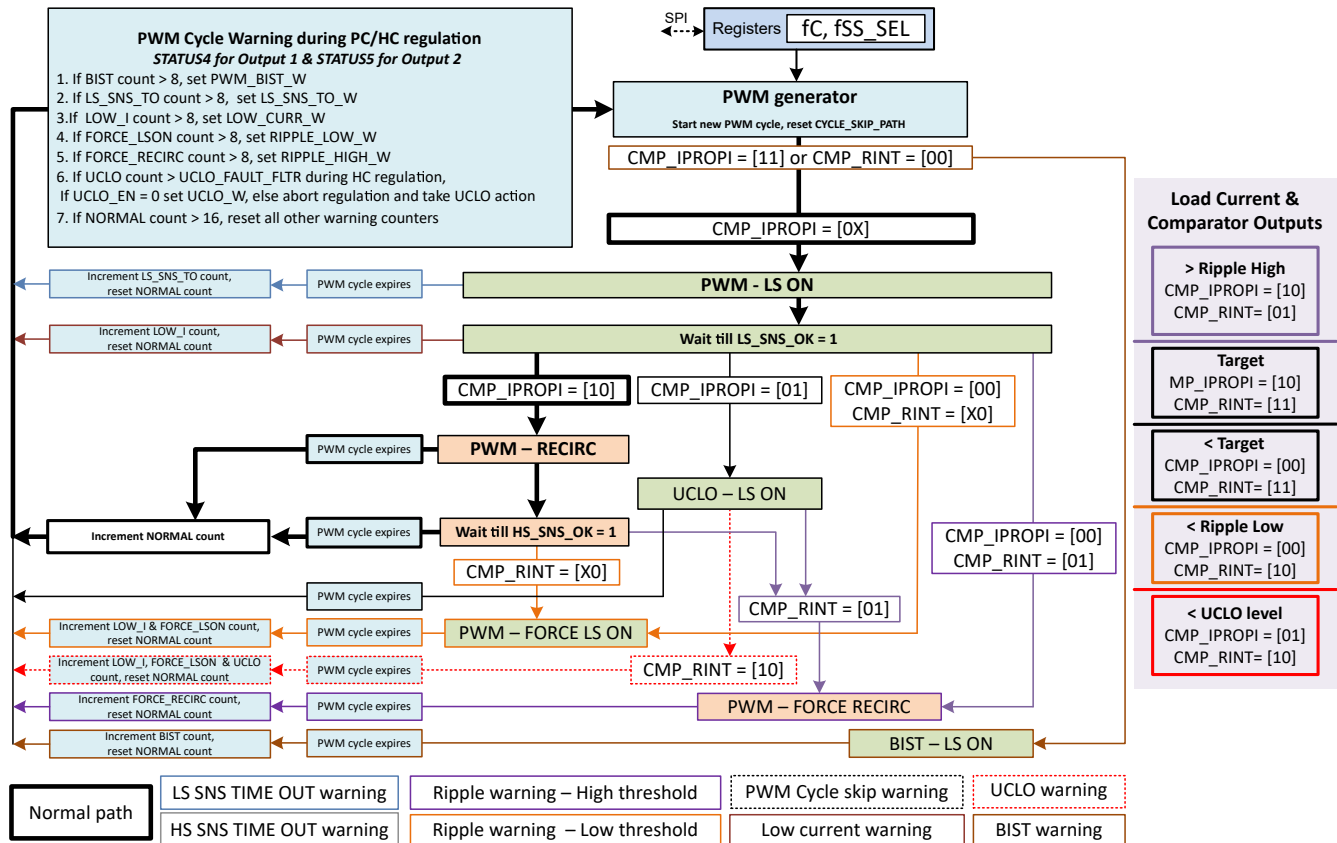 SPI
Registers
fC, fSS_SEL
PWM Cycle Warning during PC/HC regulation
STATUS4 for Output 1 & STATUS5 for Output 2
1. If BIST count > 8, set PWM_BIST_W
2. If LS_SNS_TO count > 8, set LS_SNS_TO_W
3.If LOW_I count > 8, set LOW_CURR_W
4. If FORCE_LSON count > 8, set RIPPLE_LOW_W
5. If FORCE_RECIRC count > 8, set RIPPLE_HIGH_W
6. If UCLO count > UCLO_FAULT_FLTR during HC regulation,
If UCLO_EN = 0 set UCLO_W, else abort regulation and take UCLO action
7. If NORMAL count > 16, reset all other warning counters
PWM generator
Start new PWM cycle, reset CYCLE_SKIP_PATH
CMP_IPROPI = [11] or CMP_RINT = [00]
CMP_IPROPI = [0X]
Increment LS_SNS_TO count,
reset NORMAL count
PWM cycle expires
PWM - LS ON
Increment LOW_I count,
reset NORMAL count
PWM cycle expires
Wait till LS_SNS_OK = 1
CMP_IPROPI = [10]
CMP_IPROPI = [01]
CMP_IPROPI = [00]
CMP_RINT = [X0]
PWM cycle expires
PWM – RECIRC
UCLO – LS ON
Increment NORMAL count
PWM cycle expires
Wait till HS_SNS_OK = 1
CMP_IPROPI = [00]
CMP_RINT = [01]
CMP_RINT = [X0]
PWM cycle expires
CMP_RINT = [01]
Increment LOW_I & FORCE_LSON count,
reset NORMAL count
PWM cycle expires
PWM – FORCE LS ON
Increment LOW_I, FORCE_LSON & UCLO
count, reset NORMAL count
PWM cycle expires
CMP_RINT = [10]
Increment FORCE_RECIRC count,
reset NORMAL count
PWM cycle expires
PWM – FORCE RECIRC
Increment BIST count,
reset NORMAL count
PWM cycle expires
BIST – LS ON
Load Current &
Comparator Outputs
> Ripple High
CMP_IPROPI = [10]
CMP_RINT= [01]
Target
MP_IPROPI = [10]
CMP_RINT= [11]
< Target
CMP_IPROPI = [00]
CMP_RINT= [11]
< Ripple Low
CMP_IPROPI = [00]
CMP_RINT= [10]
< UCLO level
CMP_IPROPI = [01]
CMP_RINT= [10]
Normal path
LS SNS TIME OUT warning
Ripple warning – High threshold
PWM Cycle skip warning
UCLO warning
HS SNS TIME OUT warning
Ripple warning – Low threshold
Low current warning
BIST warning